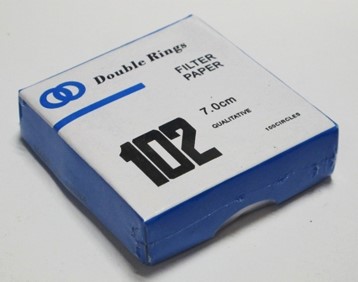 Double Rings
FILTER
PAPER
102
7.0cm
QUALITATIVE
100CIRCLES